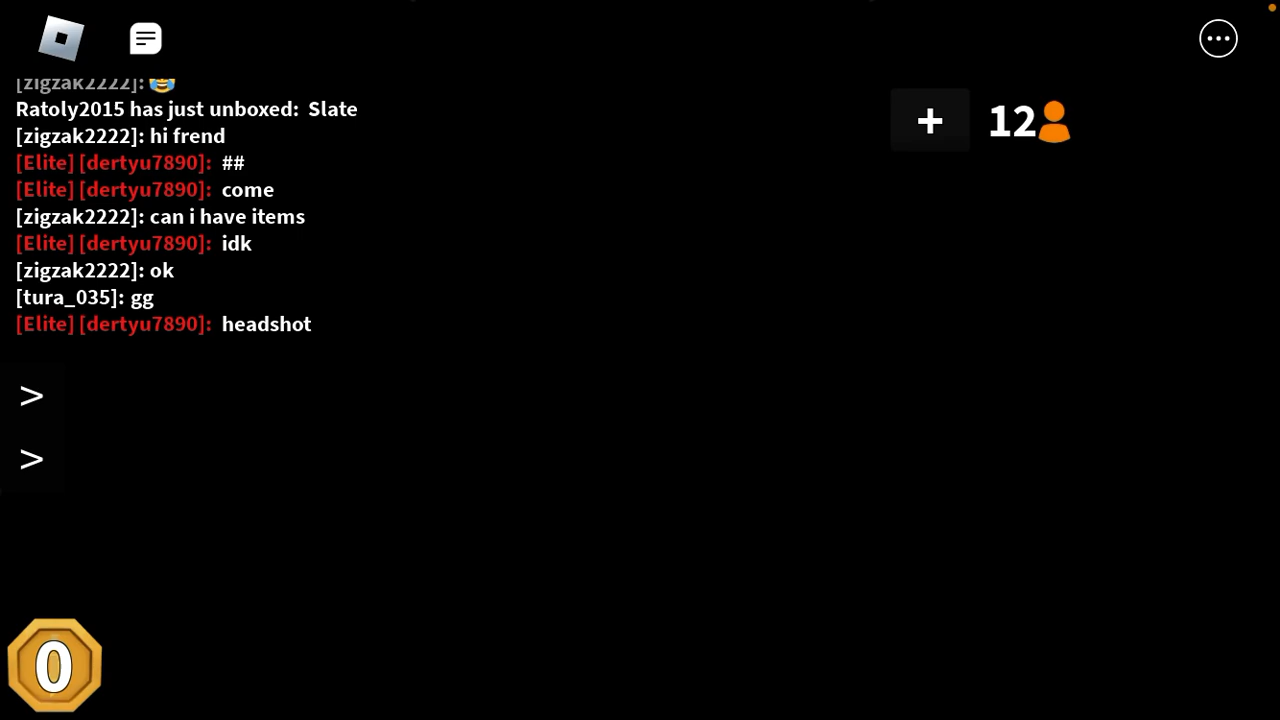 [zigzak2222]: 😂
Ratoly2015 has just unboxed: Slate
[zigzak2222]: hi frend
[Elite] [dertyu7890]: ##
[Elite] [dertyu7890]: come
[zigzak2222]: can i have items
[Elite] [dertyu7890]: idk
[zigzak2222]: ok
[tura_035]: gg
[Elite] [dertyu7890]: headshot
+ 12
>
>
0